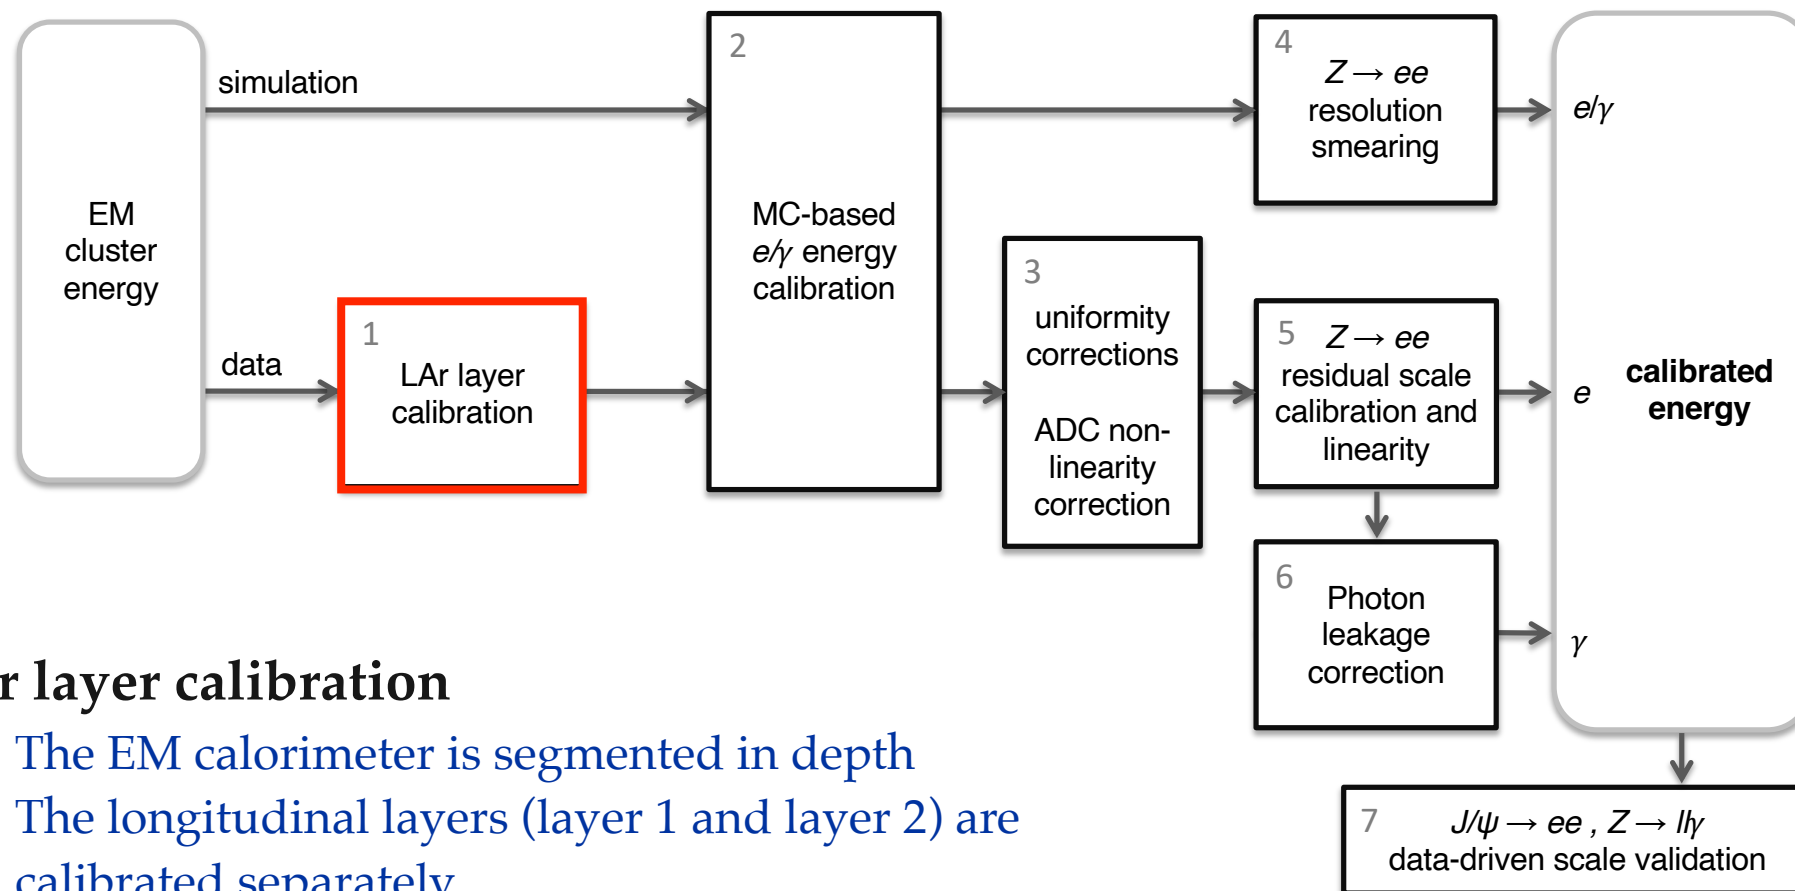 simulation
data
EM
cluster
energy
1
LAr layer
calibration
2
MC-based
e/γ energy
calibration
3
uniformity
corrections
ADC non-
linearity
correction
4
Z → ee
resolution
smearing
5 Z → ee
residual scale
calibration and
linearity
6
Photon
leakage
correction
e/γ
e
γ
calibrated
energy
7
J/ψ → ee , Z → llγ
data-driven scale validation
r layer calibration
The EM calorimeter is segmented in depth
The longitudinal layers (layer 1 and layer 2) are
calibrated separately